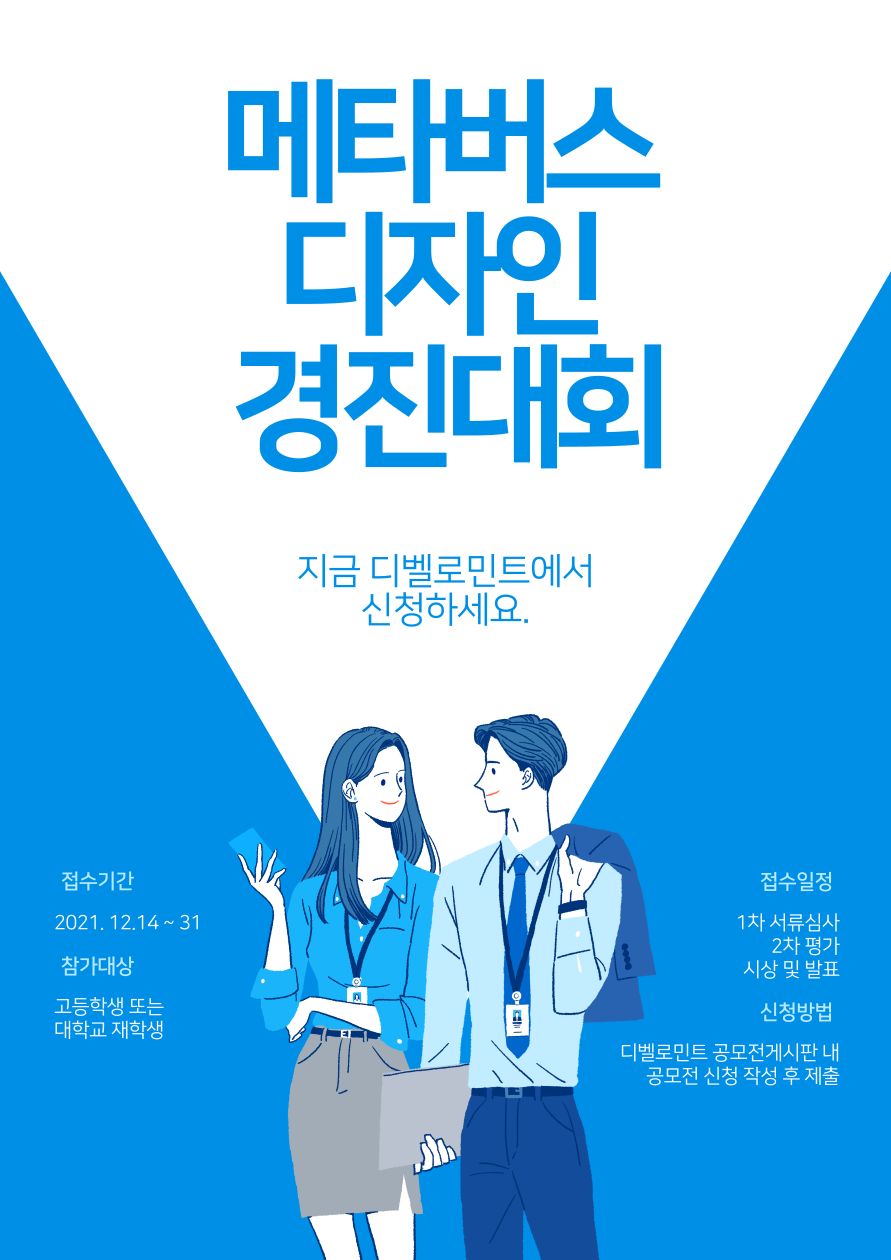 메타버스
디자인
경진대회
지금 디벨로민트에서
신청하세요.
접수기간
2021. 12.14 ~ 31
참가대상
고등학생 또는
대학교 재학생
접수일정
1차 서류심사
2차 평가
시상 및 발표
신청방법
디벨로민트 공모전게시판 내
공모전 신청 작성 후 제출